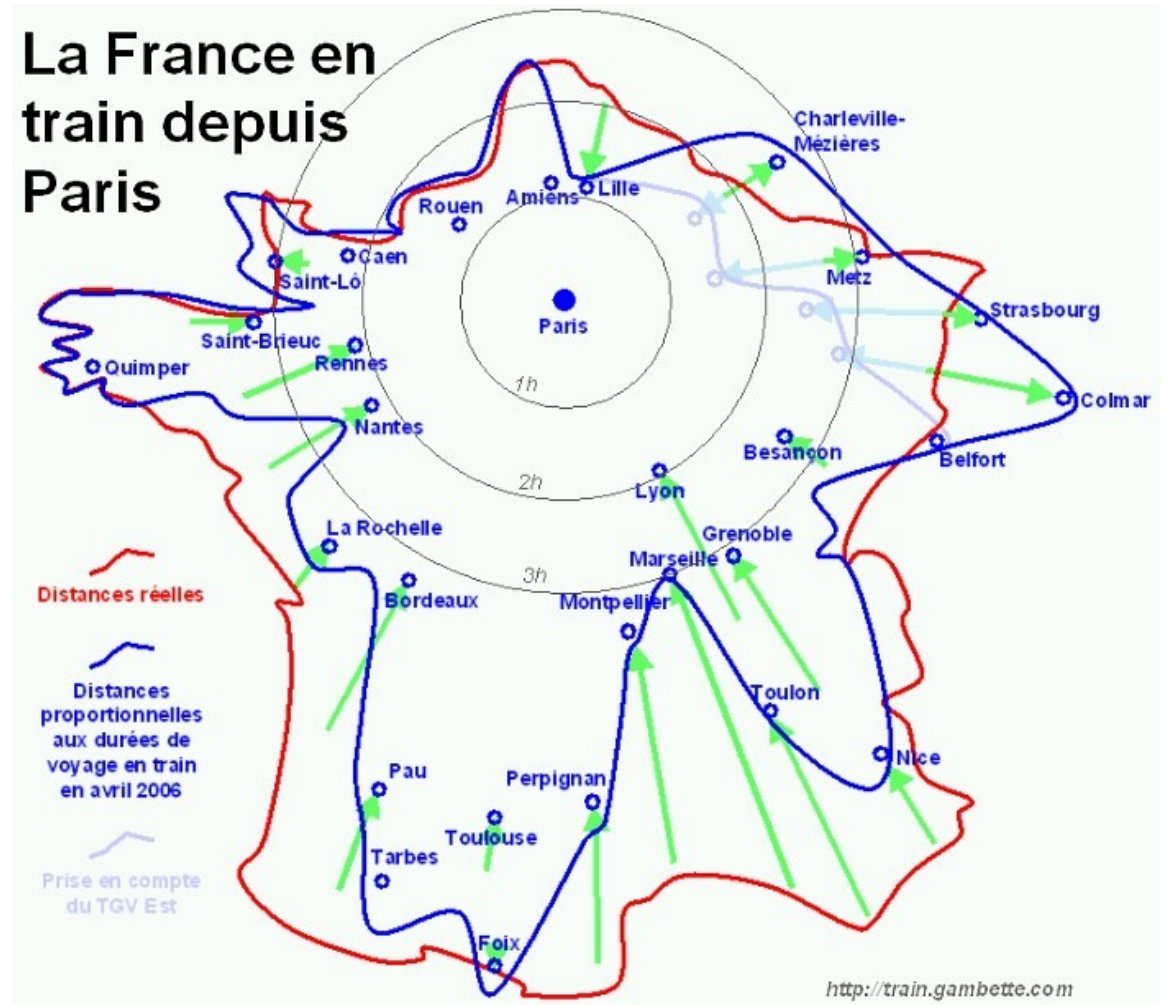 La France en
train depuis
Paris
Charleville-
Mézières
Rouen
Amiens
Lille
Caen
Saint-Lô
Metz
Paris
Strasbourg
Saint-Brieuc
Rennes
Quimper
1h
Colmar
Nantes
Besançon
Belfort
2h
Lyon
La Rochelle
Grenoble
Marseille
3h
Distances réelles
Bordeaux
Montpellier
Distances
proportionnelles
aux durées de
voyage en train
en avril 2006
Toulon
Nice
Pau
Perpignan
Toulouse
Tarbes
Prise en compte
du TGV Est
Foix
http://train.gambette.com